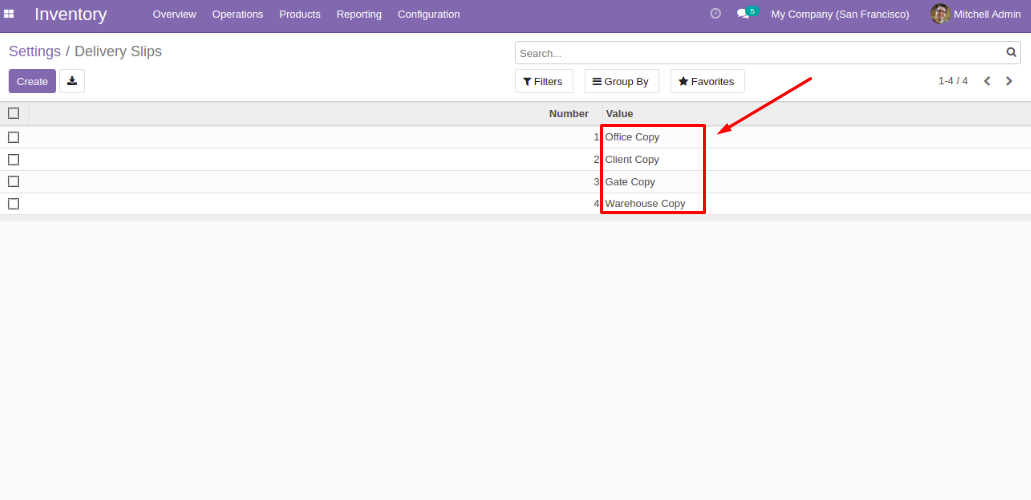 Inventory Overview Operations Products Reporting Configuration 5 My Company (San Francisco) Mitchell Admin
Settings / Delivery Slips Search...
Create Filters Group By Favorites 1-4 / 4
Number Value
1 Office Copy
2 Client Copy
3 Gate Copy
4 Warehouse Copy